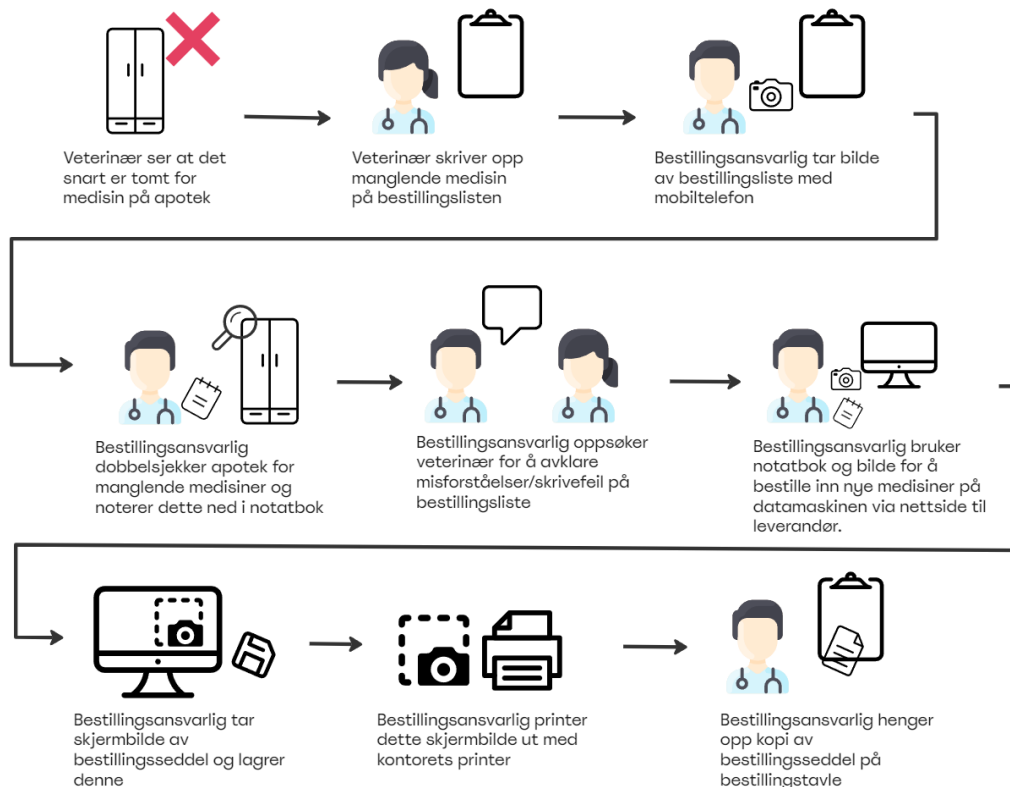 Veterinær ser at det
snart er tomt for
medisin på apotek
Veterinær skriver opp
manglende medisin
på bestillingslisten
Bestillingsansvarlig tar bilde
av bestillingsliste med
mobiltelefon
Bestillingsansvarlig
dobbelsjekker apotek for
manglende medisiner og
noterer dette ned i notatbok
Bestillingsansvarlig oppsøker
veterinær for å avklare
misforståelser/skrivefeil på
bestillingsliste
Bestillingsansvarlig bruker
notatbok og bilde for å
bestille inn nye medisiner på
datamaskinen via nettside til
leverandør.
Bestillingsansvarlig tar
skjermbilde av
bestillingsseddel og lagrer
denne
Bestillingsansvarlig printer
dette skjermbilde ut med
kontorets printer
Bestillingsansvarlig henger
opp kopi av
bestillingsseddel på
bestillingstavle